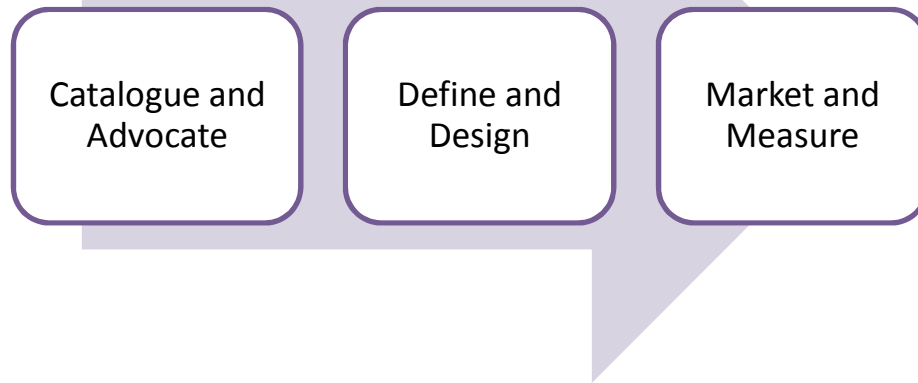 Catalogue and
Advocate
Define and
Design
Market and
Measure